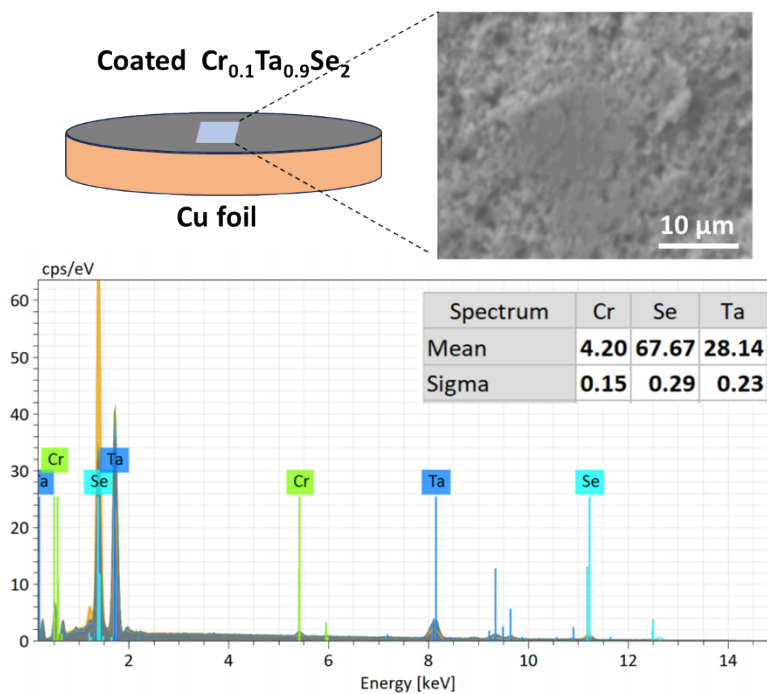 Coated Cr₀.₁Ta₀.₉Se₂
Cu foil
10 µm
cps/eV
60
50
40
30
20
10
0
Spectrum Cr Se Ta
Mean 4.20 67.67 28.14
Sigma 0.15 0.29 0.23
Cr
Ta
a
Se
Cr
Ta
Se
2 4 6 8 10 12 14
Energy [keV]